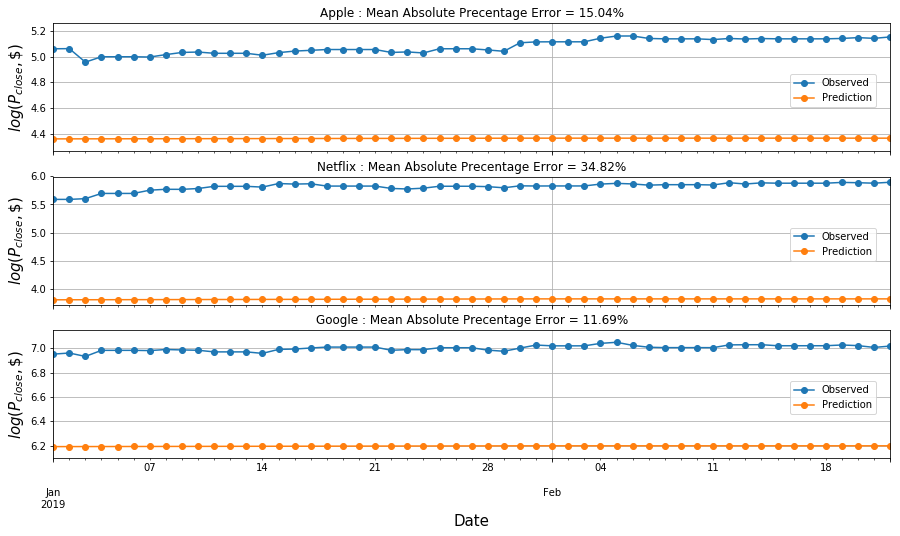 Apple : Mean Absolute Precentage Error = 15.04%
log(P_close, $)
5.2
5.0
4.8
4.6
4.4
Observed
Prediction
Netflix : Mean Absolute Precentage Error = 34.82%
log(P_close, $)
6.0
5.5
5.0
4.5
4.0
Observed
Prediction
Google : Mean Absolute Precentage Error = 11.69%
log(P_close, $)
7.0
6.8
6.6
6.4
6.2
Observed
Prediction
07 14 21 28 04 11 18
Jan Feb
2019
Date